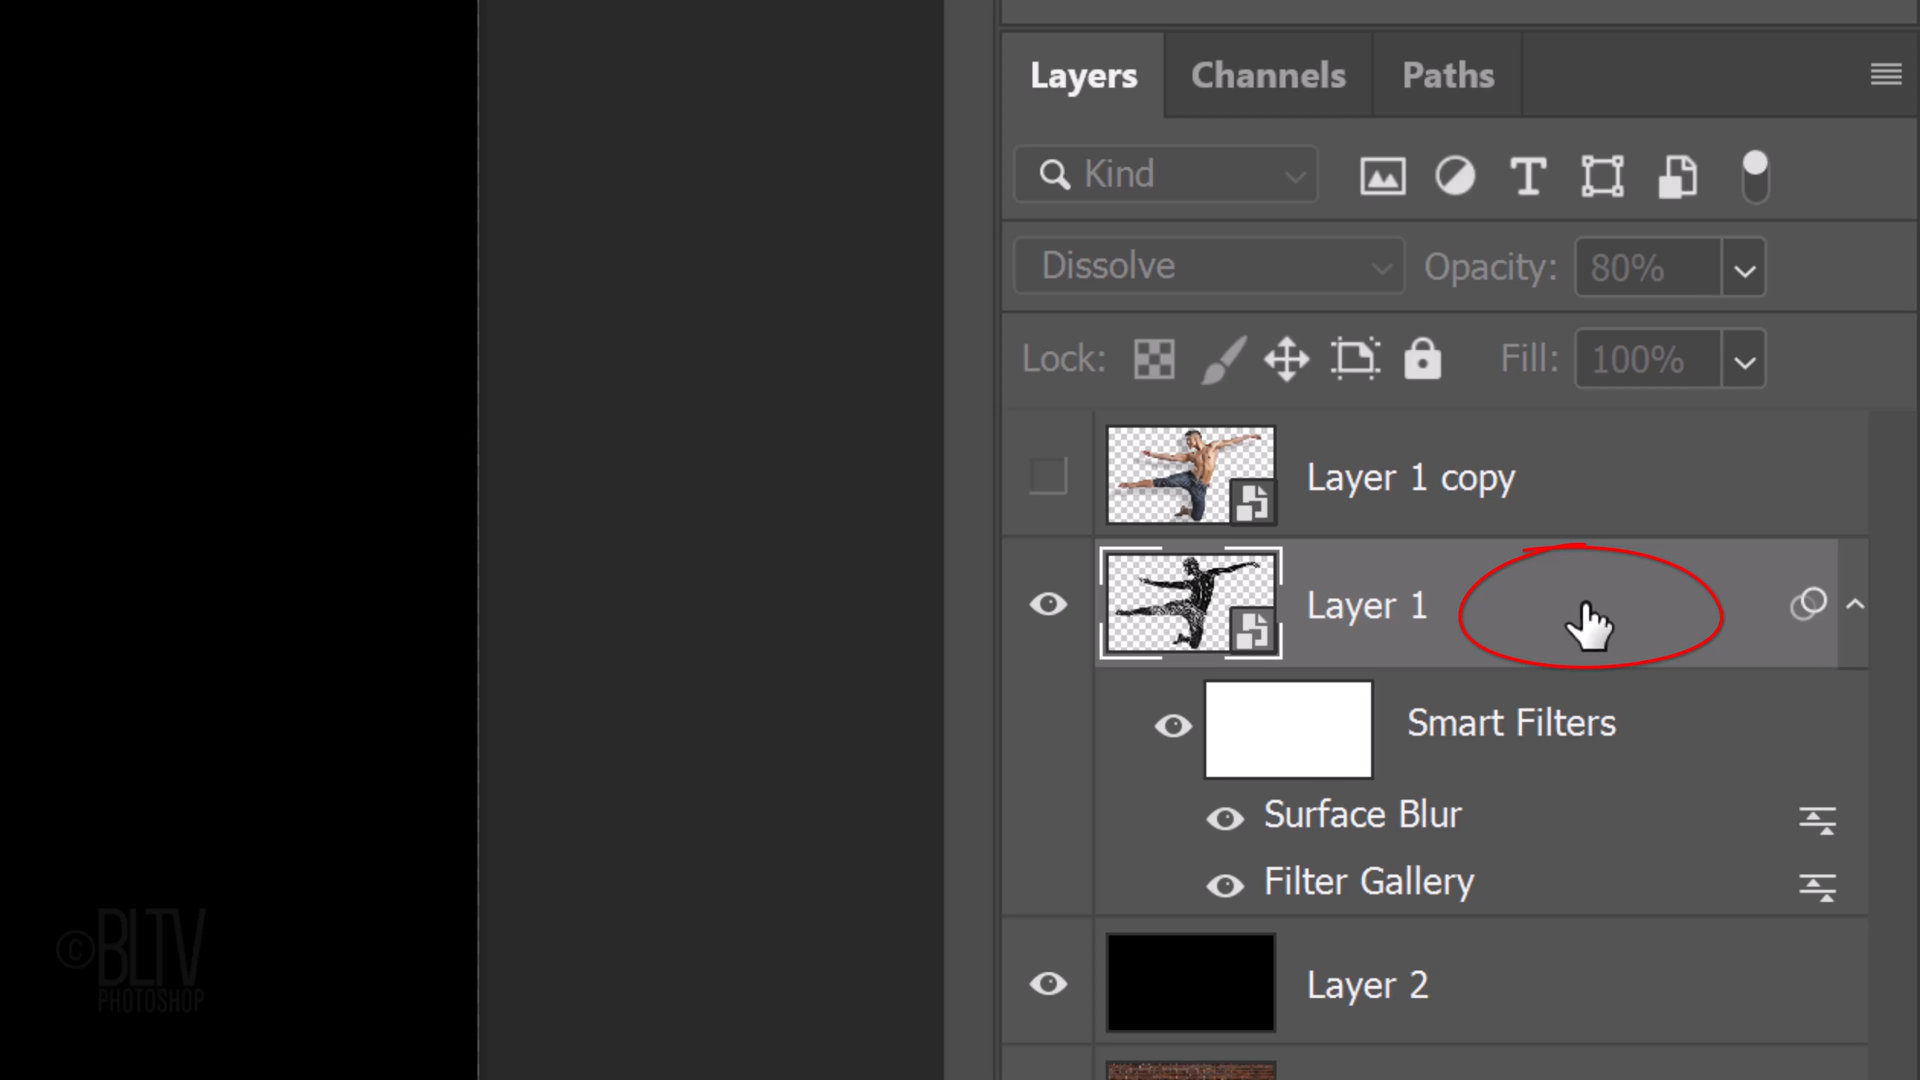 Layers Channels Paths
Kind
Dissolve Opacity: 80%
Lock: Fill: 100%
Layer 1 copy
Layer 1
Smart Filters
Surface Blur
Filter Gallery
Layer 2
© BLTV
PHOTOSHOP